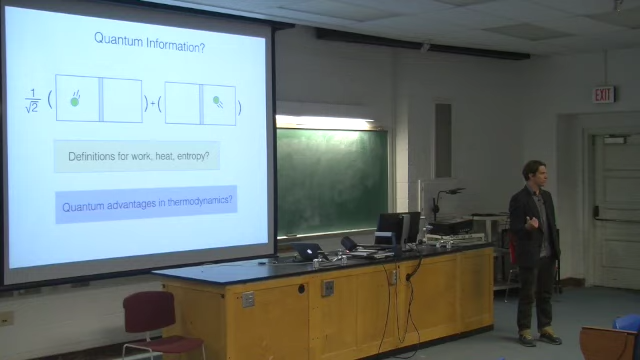 Quantum Information?
1/√2 ( ) + ( )
Definitions for work, heat, entropy?
Quantum advantages in thermodynamics?
EXIT